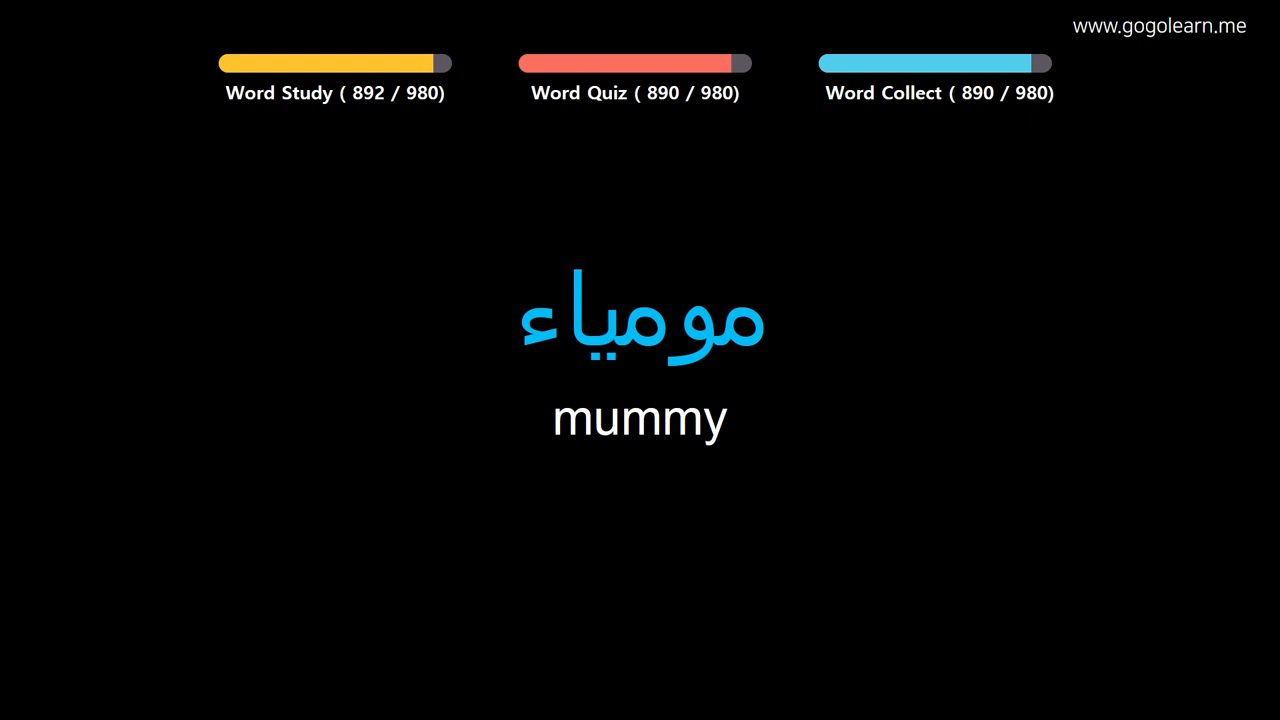 www.gogolearn.me
Word Study ( 892 / 980)
Word Quiz ( 890 / 980)
Word Collect ( 890 / 980)
مومياء
mummy